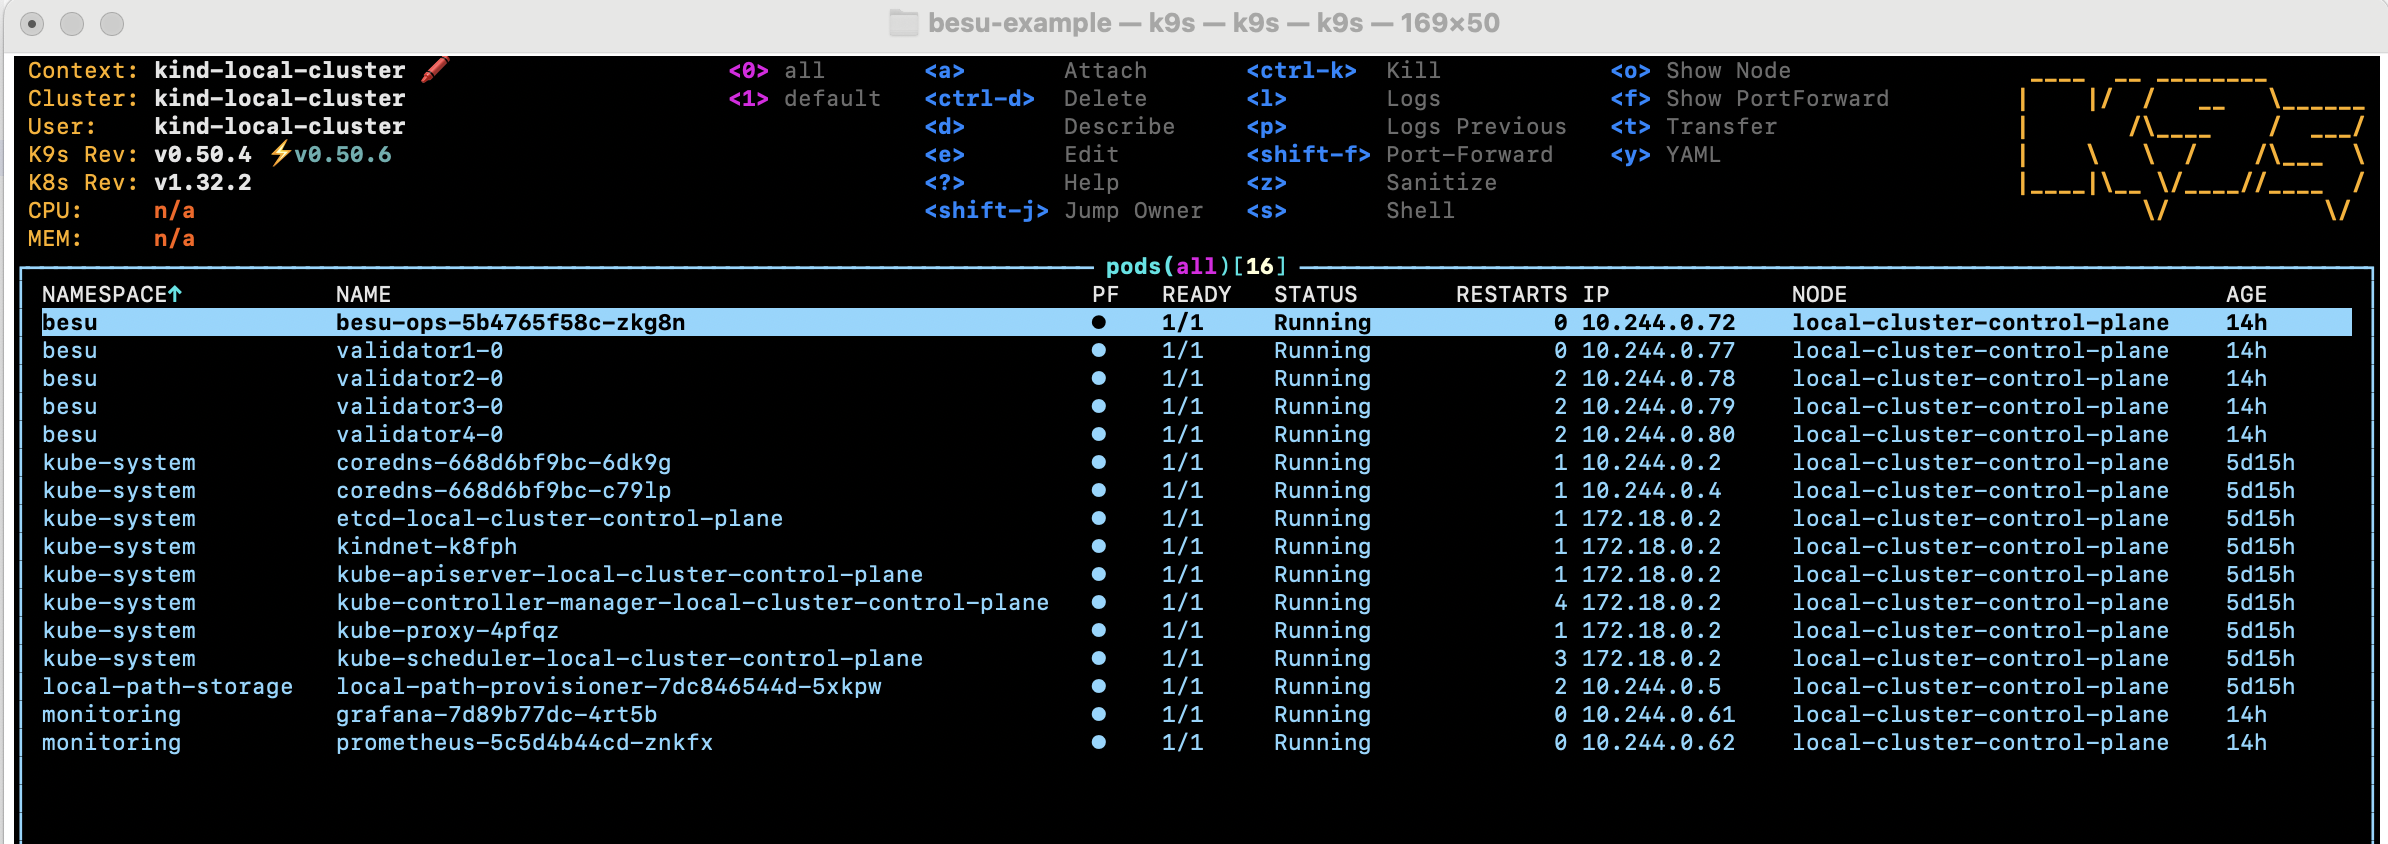 besu-example — k9s — k9s — k9s — 169×50
Context: kind-local-cluster <0> all <a> Attach <ctrl-k> Kill <o> Show Node
Cluster: kind-local-cluster <1> default <ctrl-d> Delete <l> Logs <f> Show PortForward
User: kind-local-cluster <d> Describe <p> Logs Previous <t> Transfer
K9s Rev: v0.50.4 ⚡v0.50.6 <e> Edit <shift-f> Port-Forward <y> YAML
K8s Rev: v1.32.2 <?> Help <z> Sanitize
CPU: n/a <shift-j> Jump Owner <s> Shell
MEM: n/a
pods(all)[16]
NAMESPACE↑ NAME PF READY STATUS RESTARTS IP NODE AGE
besu besu-ops-5b4765f58c-zkg8n ● 1/1 Running 0 10.244.0.72 local-cluster-control-plane 14h
besu validator1-0 ● 1/1 Running 0 10.244.0.77 local-cluster-control-plane 14h
besu validator2-0 ● 1/1 Running 2 10.244.0.78 local-cluster-control-plane 14h
besu validator3-0 ● 1/1 Running 2 10.244.0.79 local-cluster-control-plane 14h
besu validator4-0 ● 1/1 Running 2 10.244.0.80 local-cluster-control-plane 14h
kube-system coredns-668d6bf9bc-6dk9g ● 1/1 Running 1 10.244.0.2 local-cluster-control-plane 5d15h
kube-system coredns-668d6bf9bc-c79lp ● 1/1 Running 1 10.244.0.4 local-cluster-control-plane 5d15h
kube-system etcd-local-cluster-control-plane ● 1/1 Running 1 172.18.0.2 local-cluster-control-plane 5d15h
kube-system kindnet-k8fph ● 1/1 Running 1 172.18.0.2 local-cluster-control-plane 5d15h
kube-system kube-apiserver-local-cluster-control-plane ● 1/1 Running 1 172.18.0.2 local-cluster-control-plane 5d15h
kube-system kube-controller-manager-local-cluster-control-plane ● 1/1 Running 4 172.18.0.2 local-cluster-control-plane 5d15h
kube-system kube-proxy-4pfqz ● 1/1 Running 1 172.18.0.2 local-cluster-control-plane 5d15h
kube-system kube-scheduler-local-cluster-control-plane ● 1/1 Running 3 172.18.0.2 local-cluster-control-plane 5d15h
local-path-storage local-path-provisioner-7dc846544d-5xkpw ● 1/1 Running 2 10.244.0.5 local-cluster-control-plane 5d15h
monitoring grafana-7d89b77dc-4rt5b ● 1/1 Running 0 10.244.0.61 local-cluster-control-plane 14h
monitoring prometheus-5c5d4b44cd-znkfx ● 1/1 Running 0 10.244.0.62 local-cluster-control-plane 14h